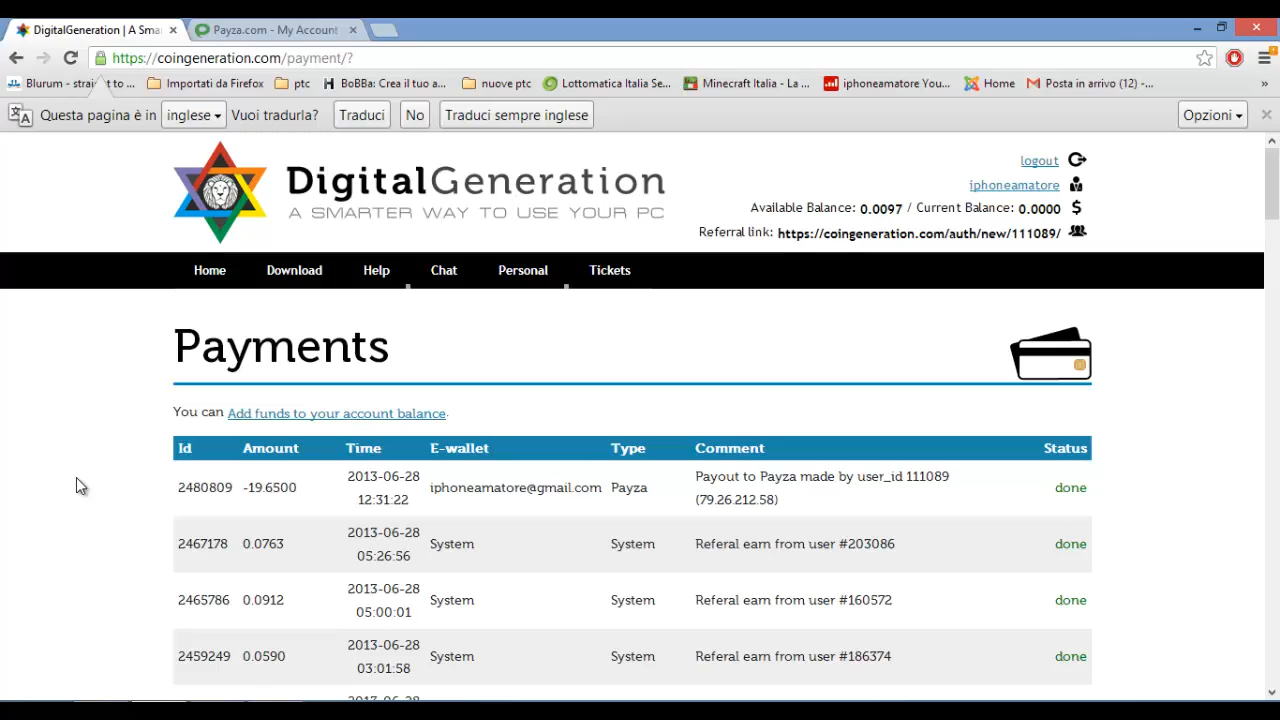 DigitalGeneration | A Sma
Payza.com - My Account
https://coingeneration.com/payment/?
Blurum - straight to ...
Importati da Firefox
ptc
BoBBa: Crea il tuo a...
nuove ptc
Lottomatica Italia Se...
Minecraft Italia - La ...
iphoneamatore You...
Home
Posta in arrivo (12) -...
»
Questa pagina è in inglese Vuoi tradurla? Traduci No Traduci sempre inglese Opzioni
DigitalGeneration
A SMARTER WAY TO USE YOUR PC
logout
iphoneamatore
Available Balance: 0.0097 / Current Balance: 0.0000 $
Referral link: https://coingeneration.com/auth/new/111089/
Home Download Help Chat Personal Tickets
Payments
You can Add funds to your account balance.
Id Amount Time E-wallet Type Comment Status
2480809 -19.6500 2013-06-28 12:31:22 iphoneamatore@gmail.com Payza Payout to Payza made by user_id 111089 (79.26.212.58) done
2467178 0.0763 2013-06-28 05:26:56 System System Referal earn from user #203086 done
2465786 0.0912 2013-06-28 05:00:01 System System Referal earn from user #160572 done
2459249 0.0590 2013-06-28 03:01:58 System System Referal earn from user #186374 done